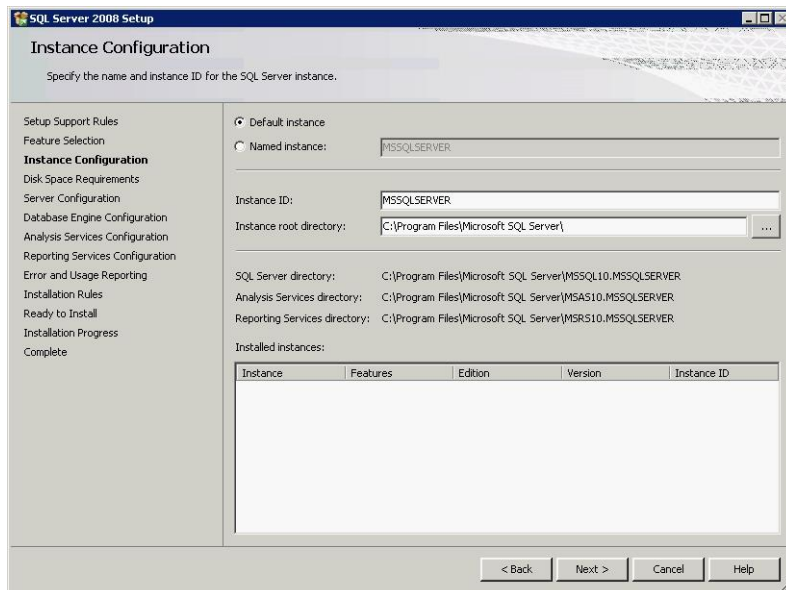 SQL Server 2008 Setup
Instance Configuration
Specify the name and instance ID for the SQL Server instance.
Setup Support Rules
Feature Selection
Instance Configuration
Disk Space Requirements
Server Configuration
Database Engine Configuration
Analysis Services Configuration
Reporting Services Configuration
Error and Usage Reporting
Installation Rules
Ready to Install
Installation Progress
Complete
Default instance
Named instance: MSSQLSERVER
Instance ID: MSSQLSERVER
Instance root directory: C:\Program Files\Microsoft SQL Server\ ...
SQL Server directory: C:\Program Files\Microsoft SQL Server\MSSQL10.MSSQLSERVER
Analysis Services directory: C:\Program Files\Microsoft SQL Server\MSAS10.MSSQLSERVER
Reporting Services directory: C:\Program Files\Microsoft SQL Server\MSRS10.MSSQLSERVER
Installed instances:
Instance Features Edition Version Instance ID
< Back Next > Cancel Help